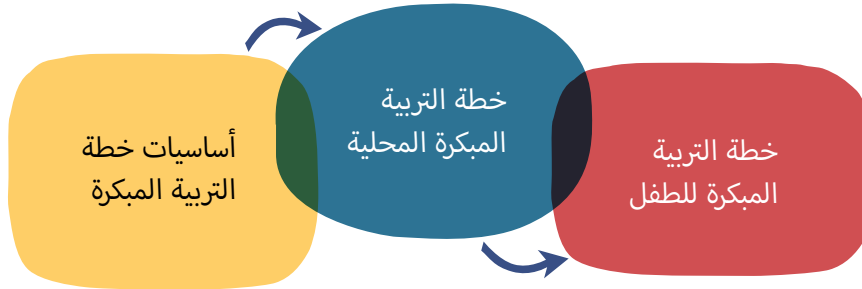 أساسيات خطة
التربية المبكرة
خطة التربية
المبكرة المحلية
خطة التربية
المبكرة للطفل